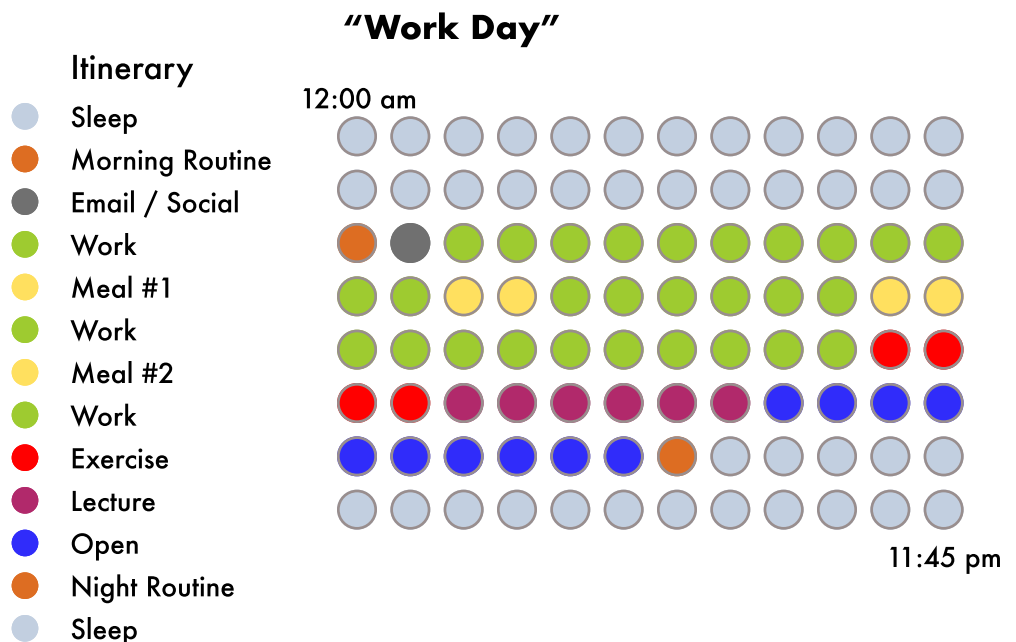 “Work Day”
Itinerary
12:00 am
Sleep
Morning Routine
Email / Social
Work
Meal #1
Work
Meal #2
Work
Exercise
Lecture
Open
Night Routine
Sleep
11:45 pm